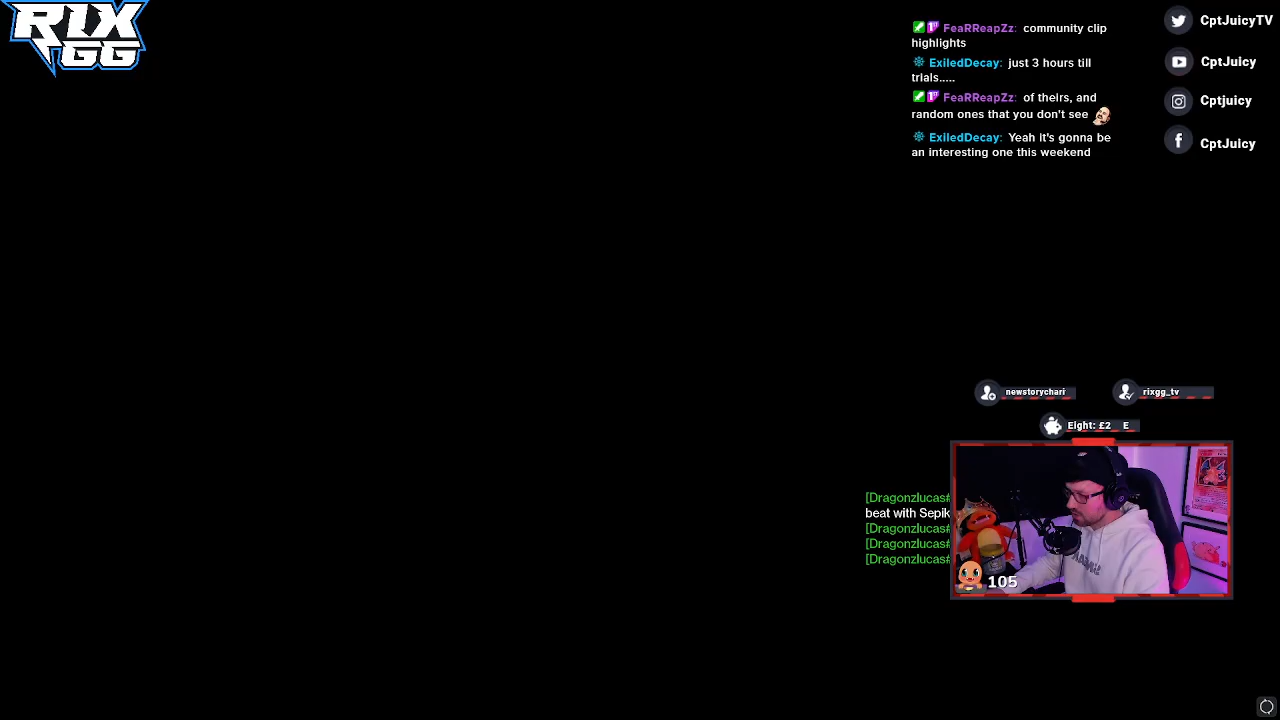 RIX
GG
FeaRReapZz: community clip
highlights
ExiledDecay: just 3 hours till
trials.....
FeaRReapZz: of theirs, and
random ones that you don't see
ExiledDecay: Yeah it's gonna be
an interesting one this weekend
CptJuicyTV
CptJuicy
Cptjuicy
CptJuicy
newstorychari
rixgg_tv
Eight: £2 E
[Dragonzlucas#
beat with Sepik
[Dragonzlucas#
[Dragonzlucas#
[Dragonzlucas#
105